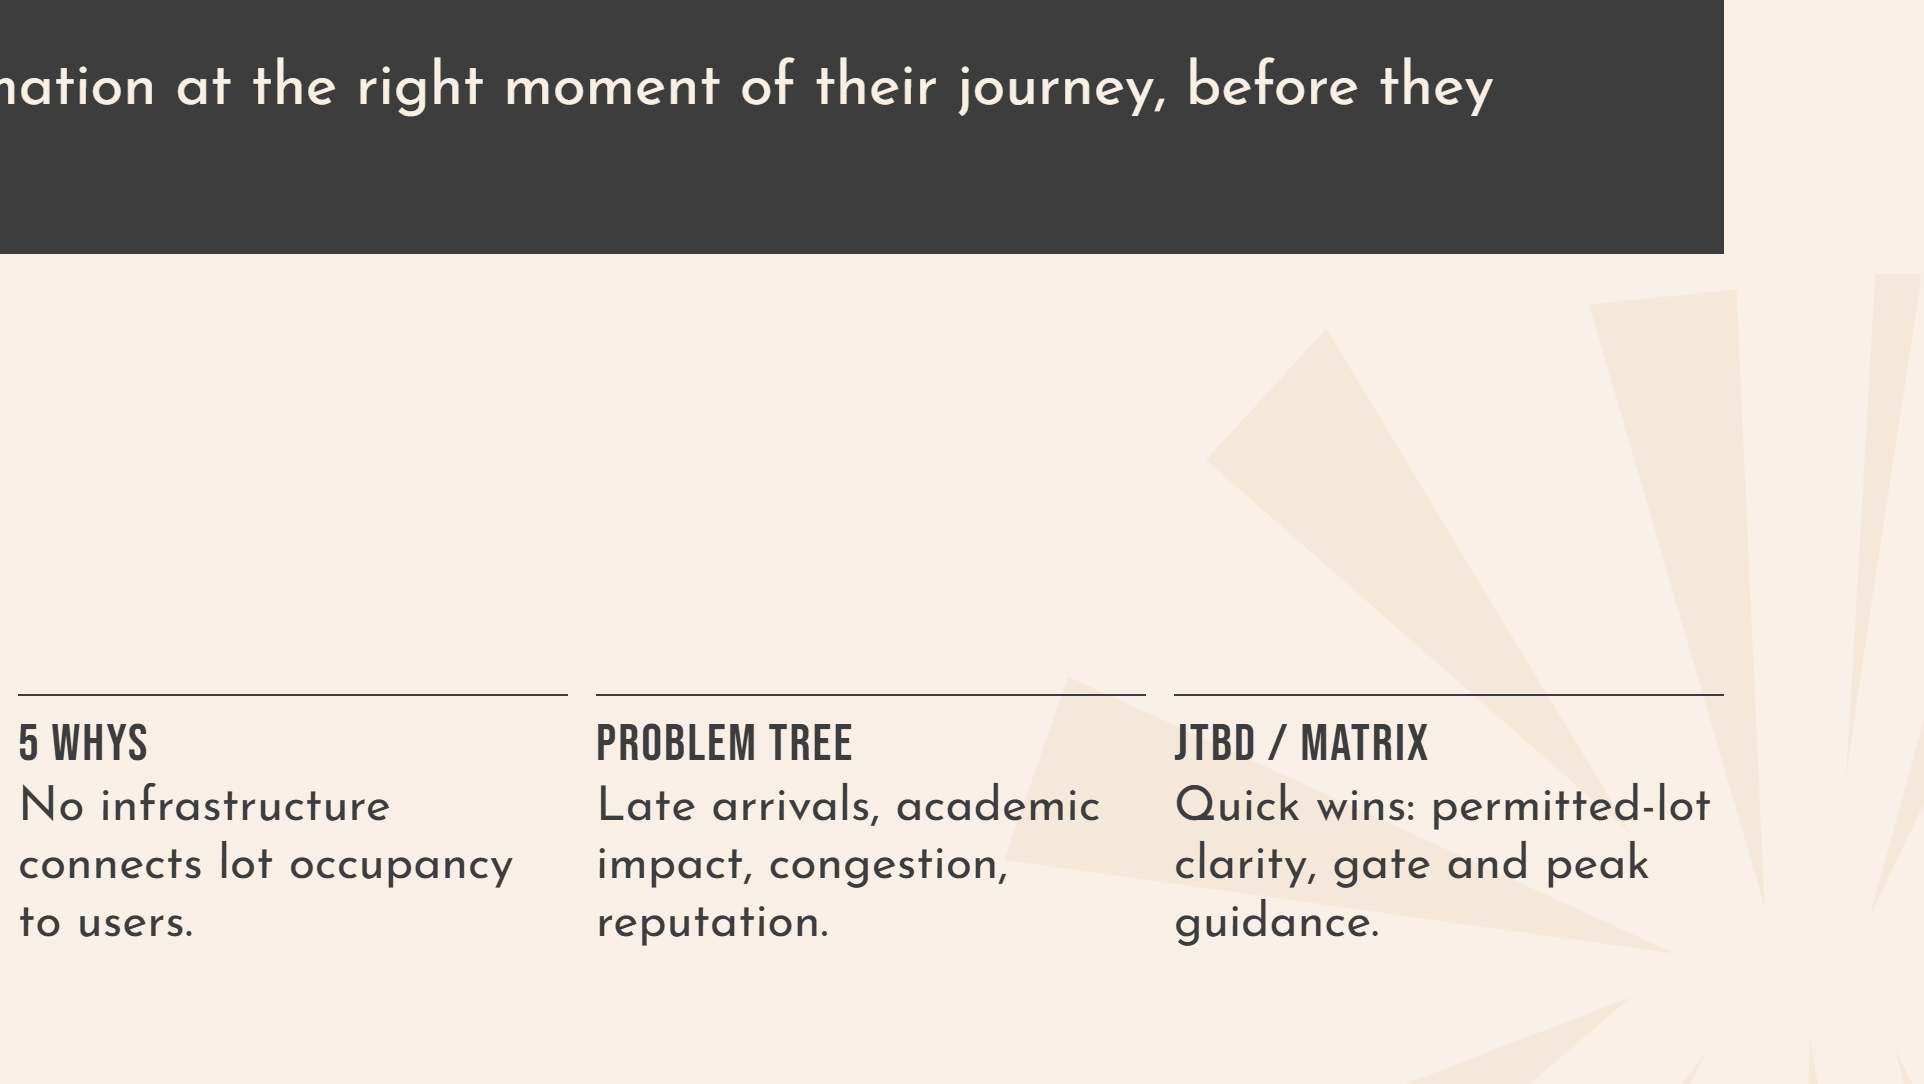 at the right moment of their journey, before they
5 WHYS
No infrastructure
connects lot occupancy
to users.
PROBLEM TREE
Late arrivals, academic
impact, congestion,
reputation.
JTBD / MATRIX
Quick wins: permitted-lot
clarity, gate and peak
guidance.